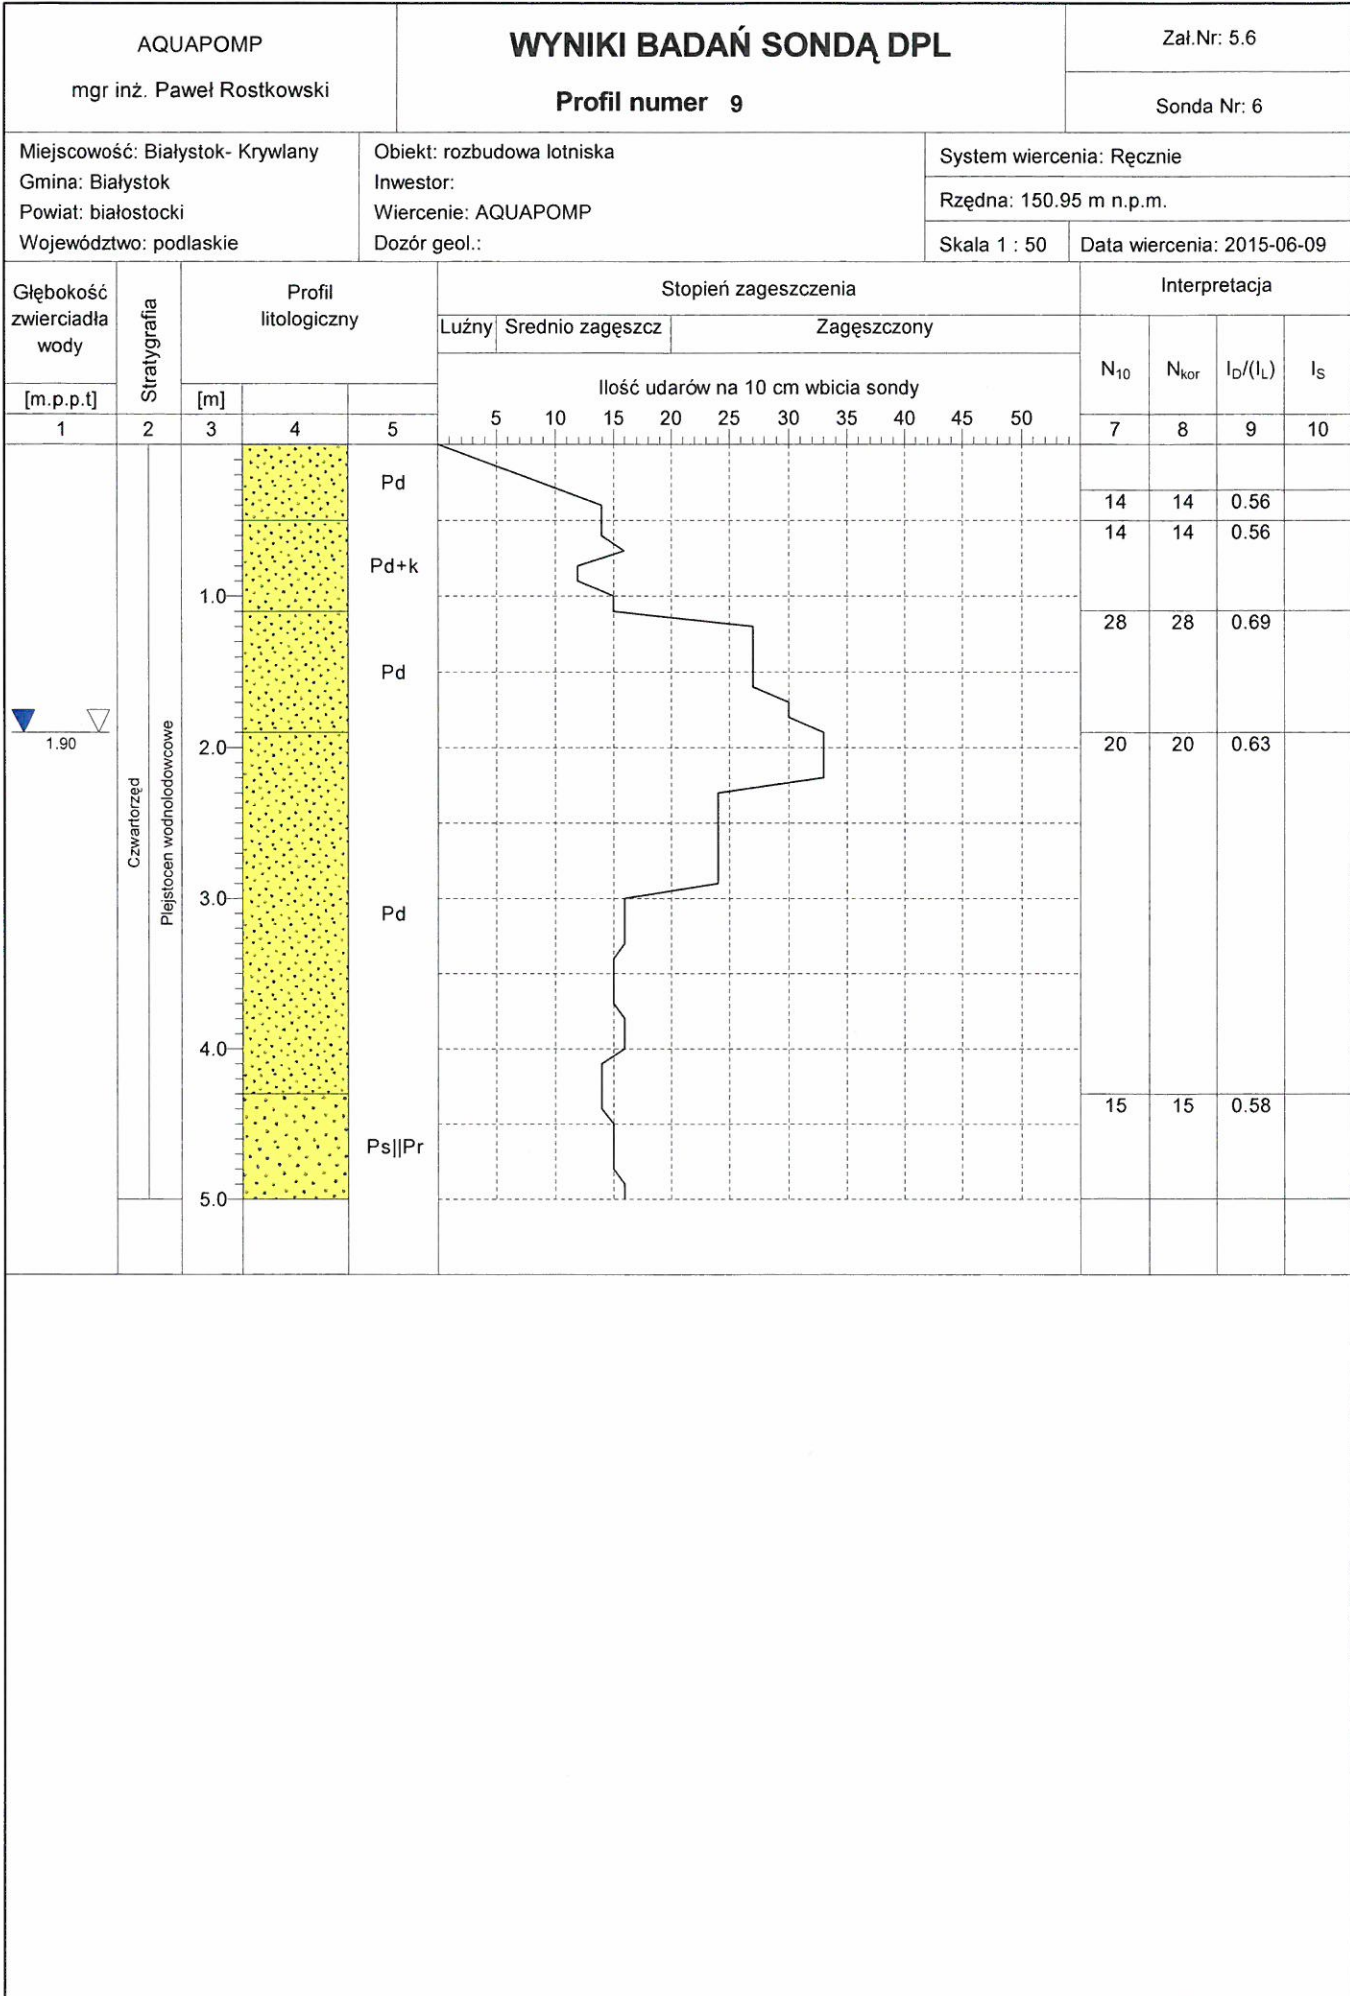 AQUAPOMP
mgr inż. Paweł Rostkowski
WYNIKI BADAŃ SONDĄ DPL
Profil numer 9
Zał.Nr: 5.6
Sonda Nr: 6
Miejscowość: Białystok- Krywlany
Gmina: Białystok
Powiat: białostocki
Województwo: podlaskie
Obiekt: rozbudowa lotniska
Inwestor:
Wiercenie: AQUAPOMP
Dozór geol.:
System wiercenia: Ręcznie
Rzędna: 150.95 m n.p.m.
Skala 1 : 50
Data wiercenia: 2015-06-09
Głębokość
zwierciadła
wody
[m.p.p.t]
Stratygrafia
Profil
litologiczny
[m]
Stopień zageszczenia
Luźny
Srednio zagęszcz
Zagęszczony
Ilość udarów na 10 cm wbicia sondy
5 10 15 20 25 30 35 40 45 50
Interpretacja
N10
Nkor
ID/(IL)
IS
1 2 3 4 5 7 8 9 10
Pd
14 14 0.56
14 14 0.56
Pd+k
1.0
28 28 0.69
Pd
1.90
2.0
20 20 0.63
Czwartorzęd
Plejstocen wodnolodowcowe
3.0
Pd
4.0
15 15 0.58
Ps||Pr
5.0